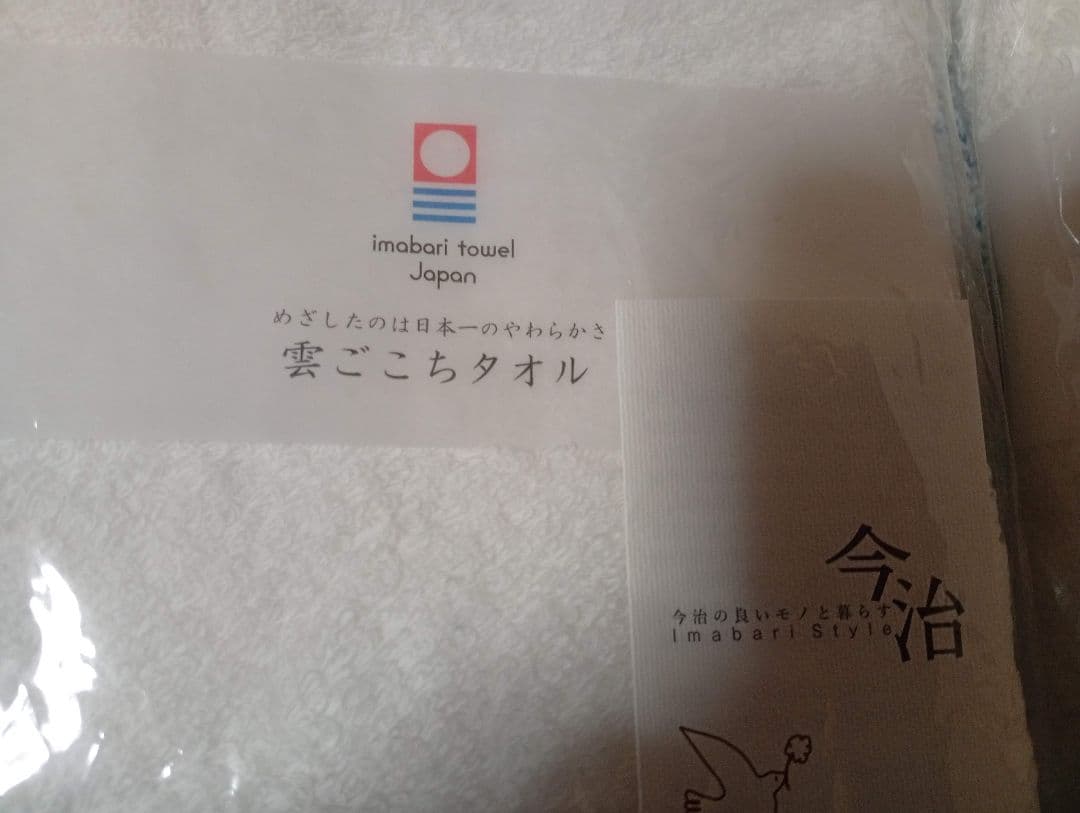 imabari towel
Japan
めざしたのは日本一のやわらかさ
雲ごこちタオル
今治
今治の良いモノと暮らす
Imabari Style